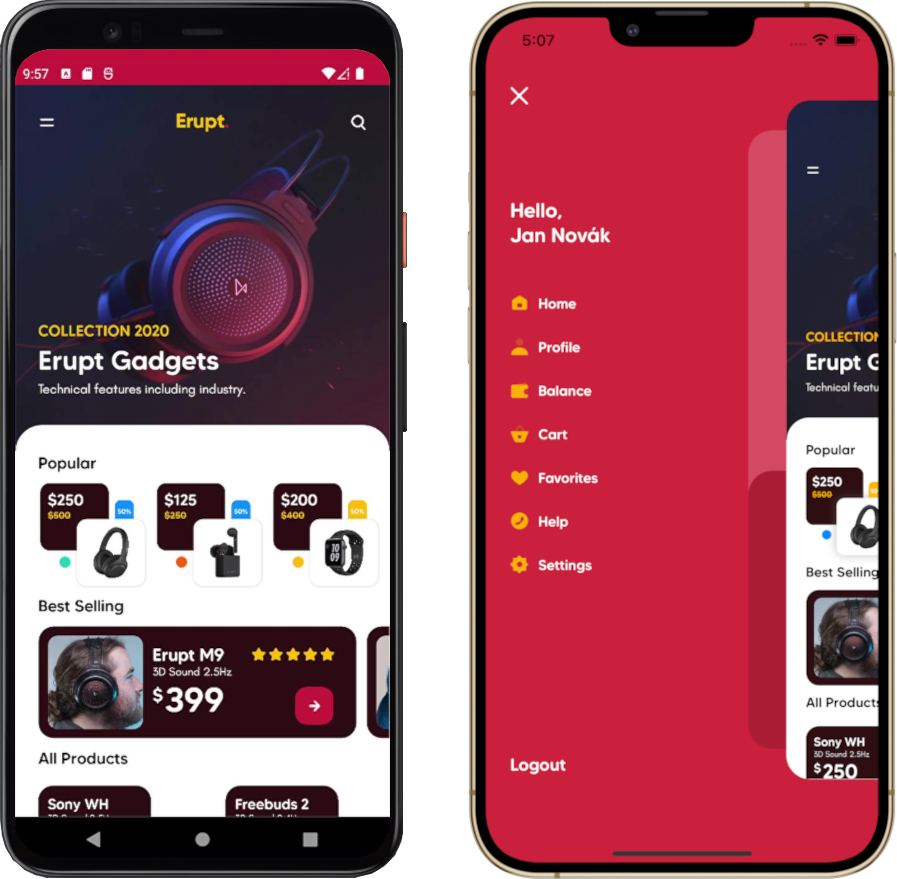 9:57
Erupt.
COLLECTION 2020
Erupt Gadgets
Technical features including industry.
Popular
$250
$500
50%
$125
$250
50%
$200
$400
50%
10
09
Best Selling
Erupt M9
3D Sound 2.5Hz
$399
All Products
Sony WH
Freebuds 2
5:07
Hello,
Jan Novák
Home
Profile
Balance
Cart
Favorites
Help
Settings
Logout
COLLECTION
Erupt G
Technical featu
Popular
$250
$500
Best Selling
All Products
Sony WH
3D Sound 2.5Hz
$250